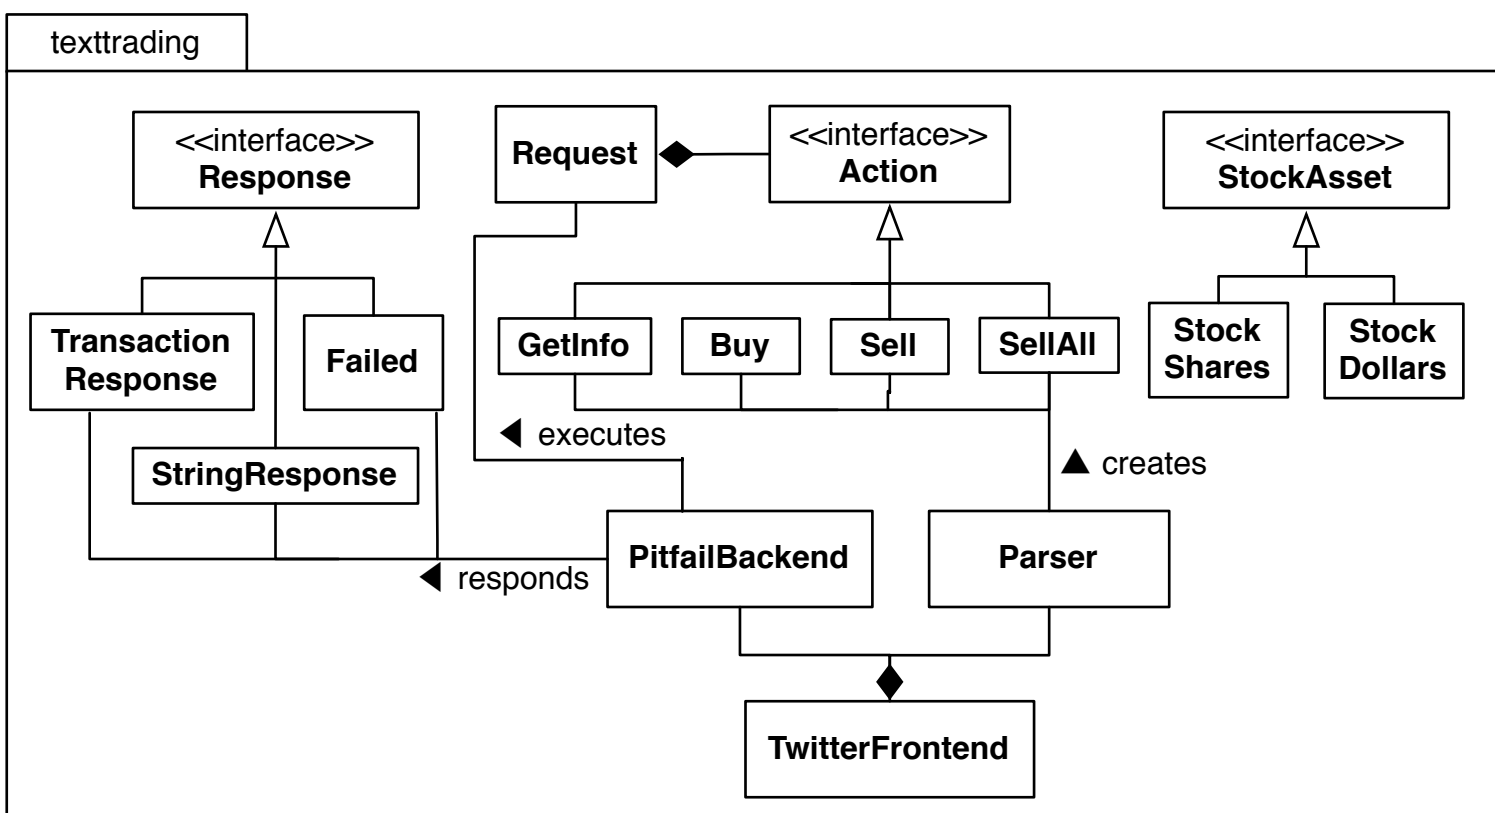 texttrading
<<interface>>
Response
Request
<<interface>>
Action
<<interface>>
StockAsset
Transaction
Response
Failed
GetInfo
Buy
Sell
SellAll
Stock
Shares
Stock
Dollars
executes
creates
StringResponse
PitfailBackend
Parser
responds
TwitterFrontend